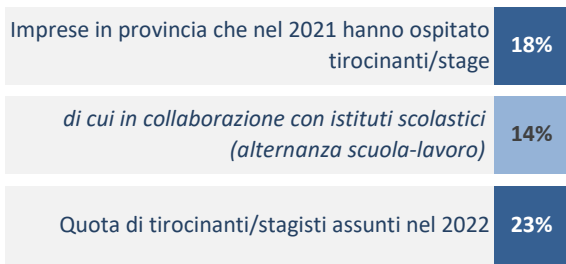 Imprese in provincia che nel 2021 hanno ospitato
tirocinanti/stage
18%
di cui in collaborazione con istituti scolastici
(alternanza scuola-lavoro)
14%
Quota di tirocinanti/stagisti assunti nel 2022
23%